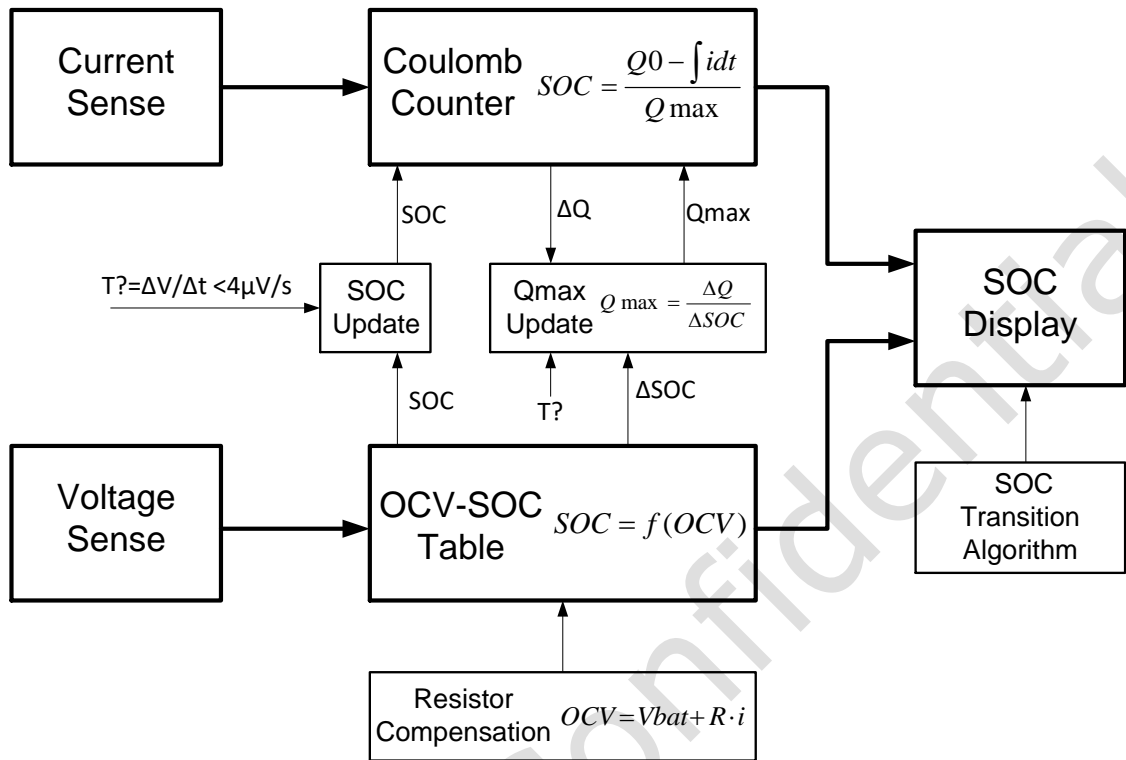 Current
Sense
Coulomb
Counter
SOC = (Q0 − ∫ idt) / Q max
SOC
ΔQ
Qmax
T?=ΔV/Δt <4μV/s
SOC
Update
Qmax
Update
Q max = ΔQ / ΔSOC
SOC
Display
SOC
T?
ΔSOC
Voltage
Sense
OCV-SOC
Table
SOC = f (OCV)
SOC
Transition
Algorithm
Resistor
Compensation
OCV = Vbat + R · i
Confidential